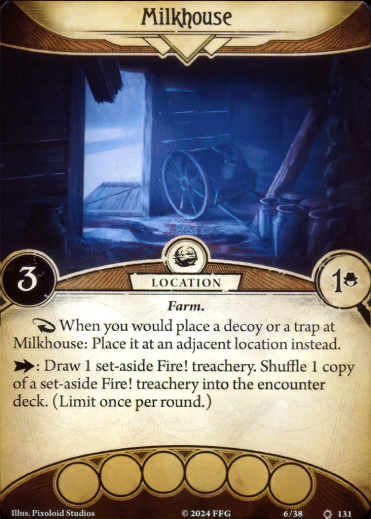 Milkhouse
3
LOCATION
1
Farm.
When you would place a decoy or a trap at
Milkhouse: Place it at an adjacent location instead.
: Draw 1 set-aside Fire! treachery. Shuffle 1 copy
of a set-aside Fire! treachery into the encounter
deck. (Limit once per round.)
Illus. Pixoloid Studios
© 2024 FFG
6/38
131